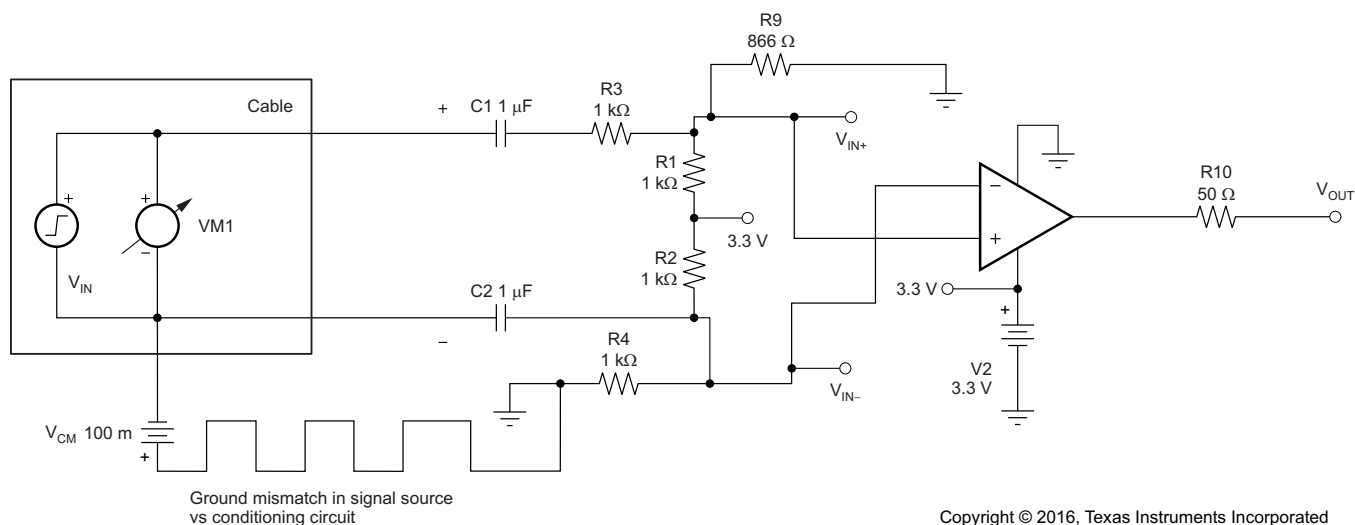 R9
866 Ω
Cable
+
C1 1 μF
R3
1 kΩ
VIN+
R1
1 kΩ
R10
50 Ω
VOUT
+
+
VM1
−
VIN
3.3 V
−
+
R2
1 kΩ
3.3 V
C2 1 μF
+
−
R4
1 kΩ
V2
3.3 V
VIN−
VCM 100 m
+
Ground mismatch in signal source
vs conditioning circuit
Copyright © 2016, Texas Instruments Incorporated